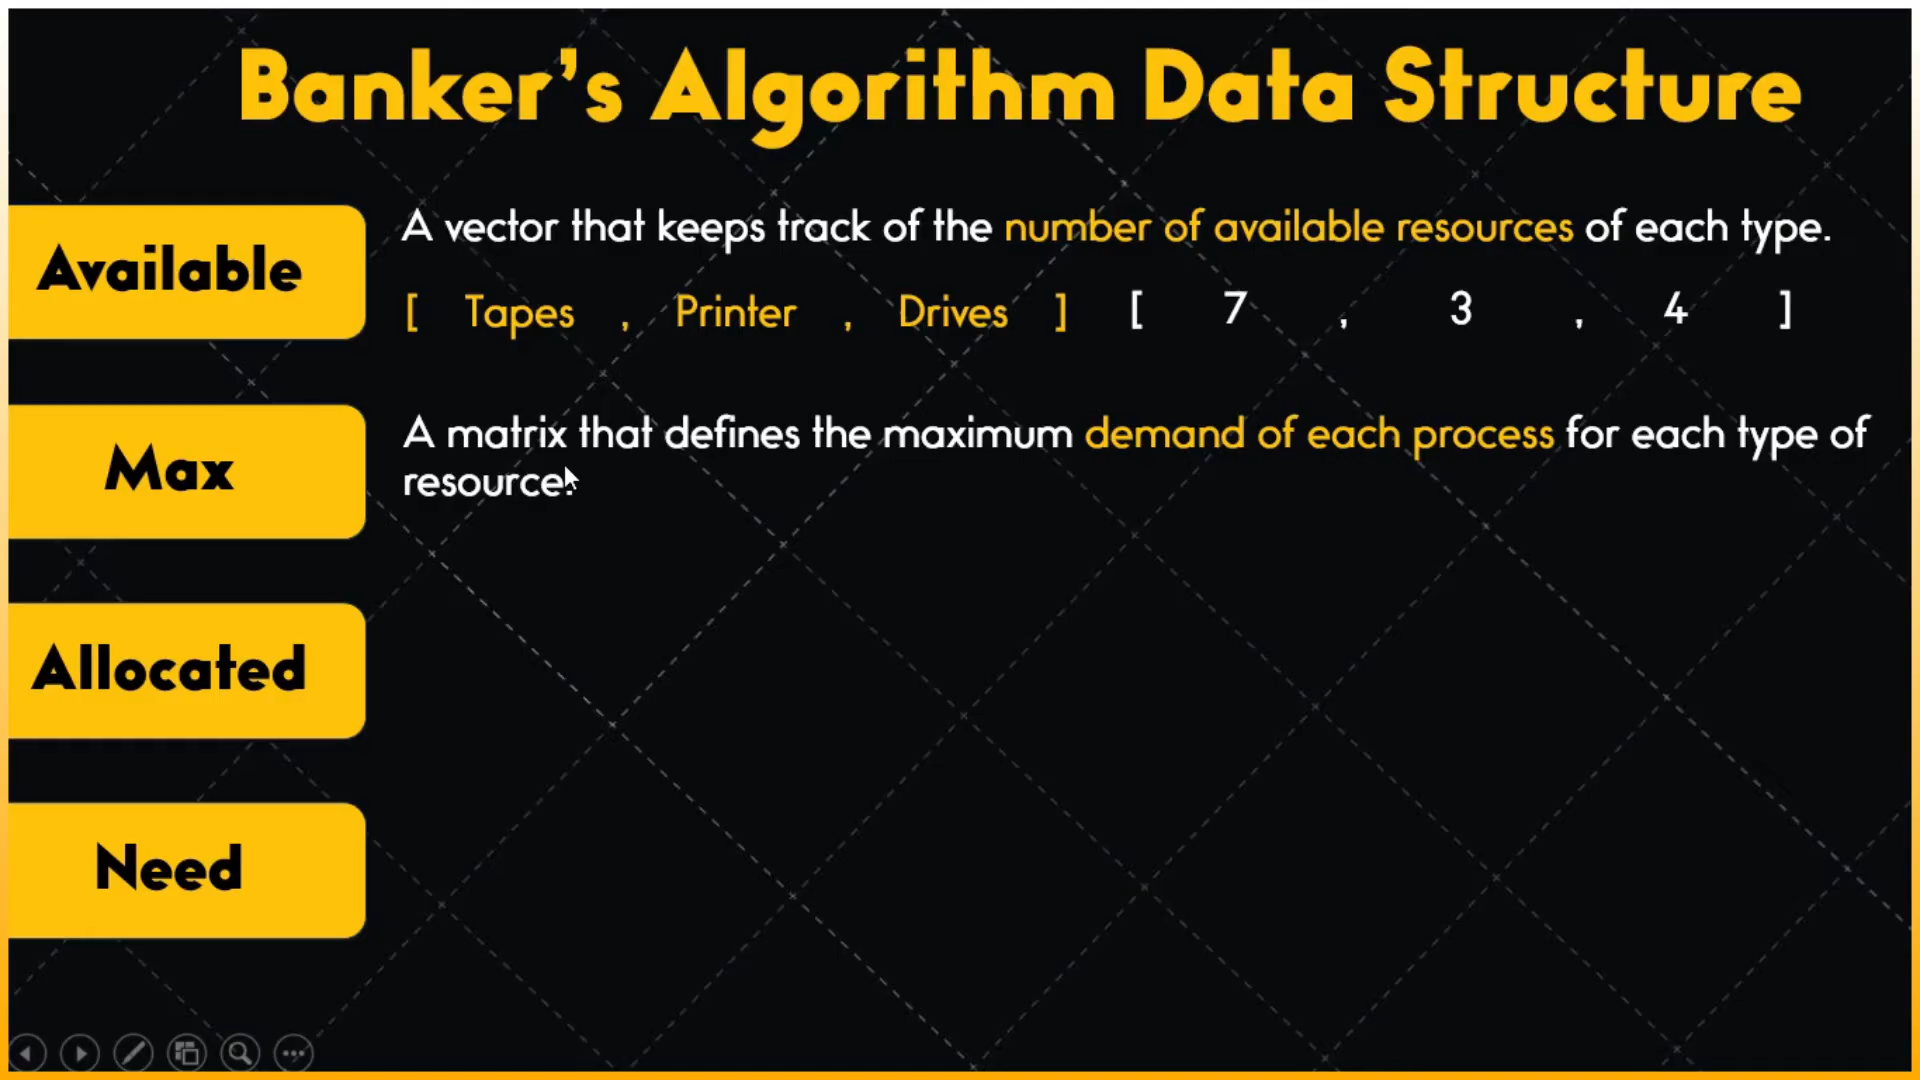 Banker's Algorithm Data Structure
Available
A vector that keeps track of the number of available resources of each type.
[ Tapes , Printer , Drives ] [ 7 , 3 , 4 ]
Max
A matrix that defines the maximum demand of each process for each type of
resource.
Allocated
Need